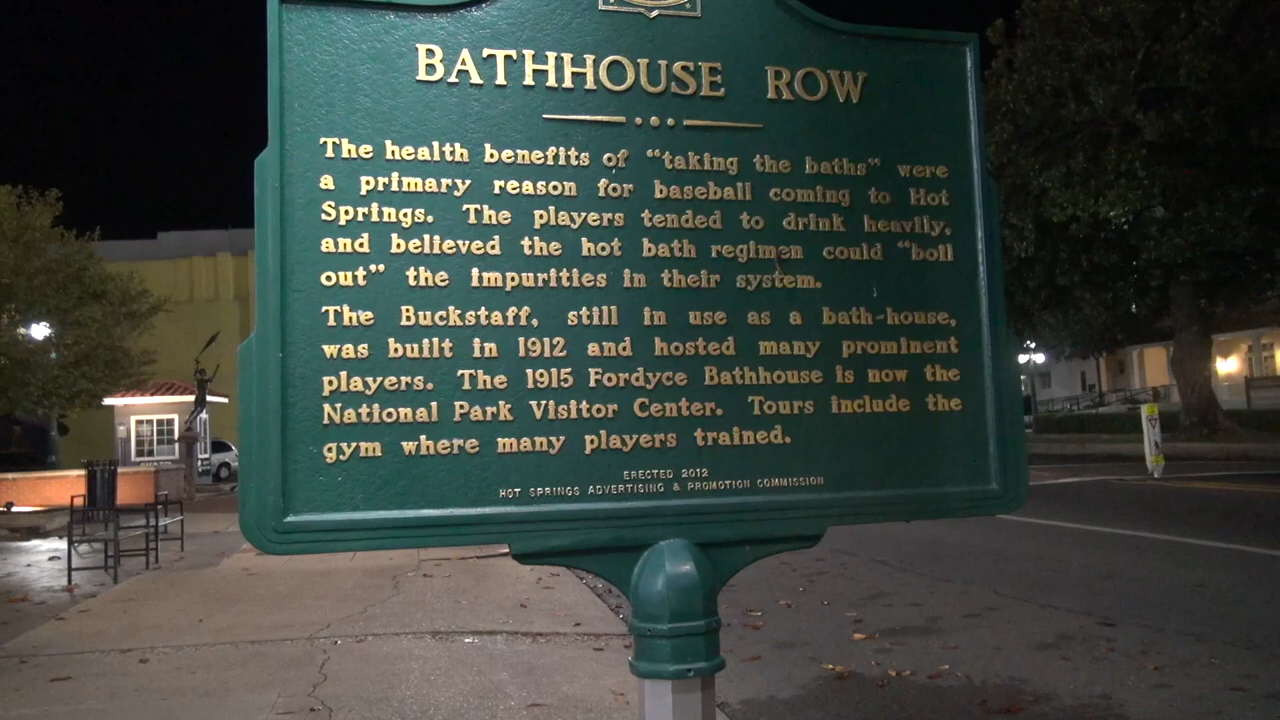 BATHHOUSE ROW
The health benefits of "taking the baths" were
a primary reason for baseball coming to Hot
Springs. The players tended to drink heavily,
and believed the hot bath regimen could "boil
out" the impurities in their system.
The Buckstaff, still in use as a bath-house,
was built in 1912 and hosted many prominent
players. The 1915 Fordyce Bathhouse is now the
National Park Visitor Center. Tours include the
gym where many players trained.
ERECTED 2012
HOT SPRINGS ADVERTISING & PROMOTION COMMISSION